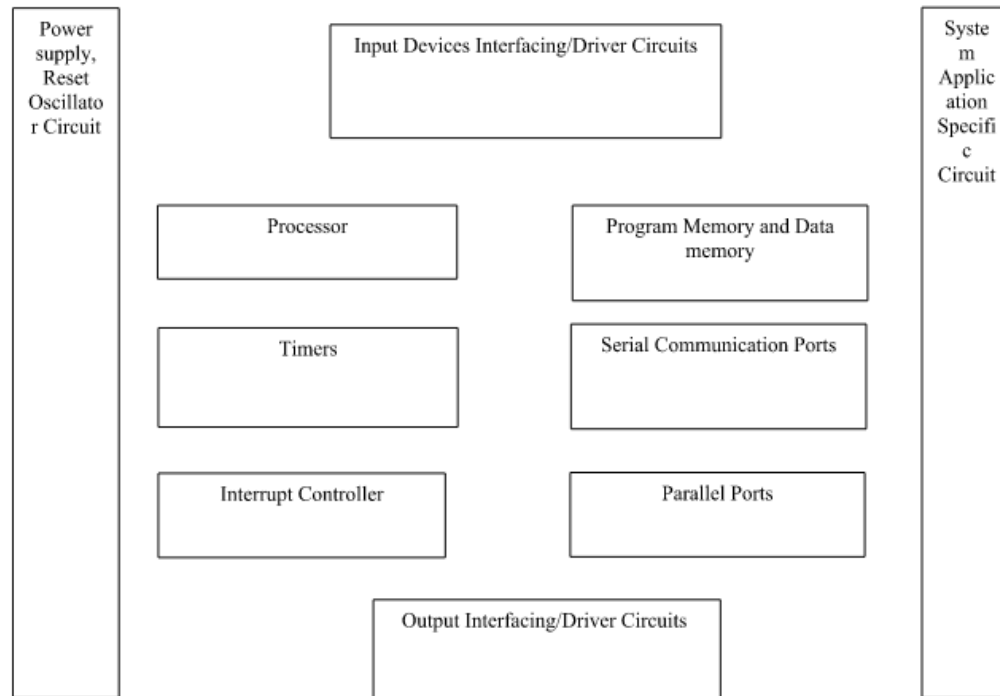 Power
supply,
Reset
Oscillato
r Circuit
Input Devices Interfacing/Driver Circuits
Syste
m
Applic
ation
Specifi
c
Circuit
Processor
Program Memory and Data
memory
Timers
Serial Communication Ports
Interrupt Controller
Parallel Ports
Output Interfacing/Driver Circuits